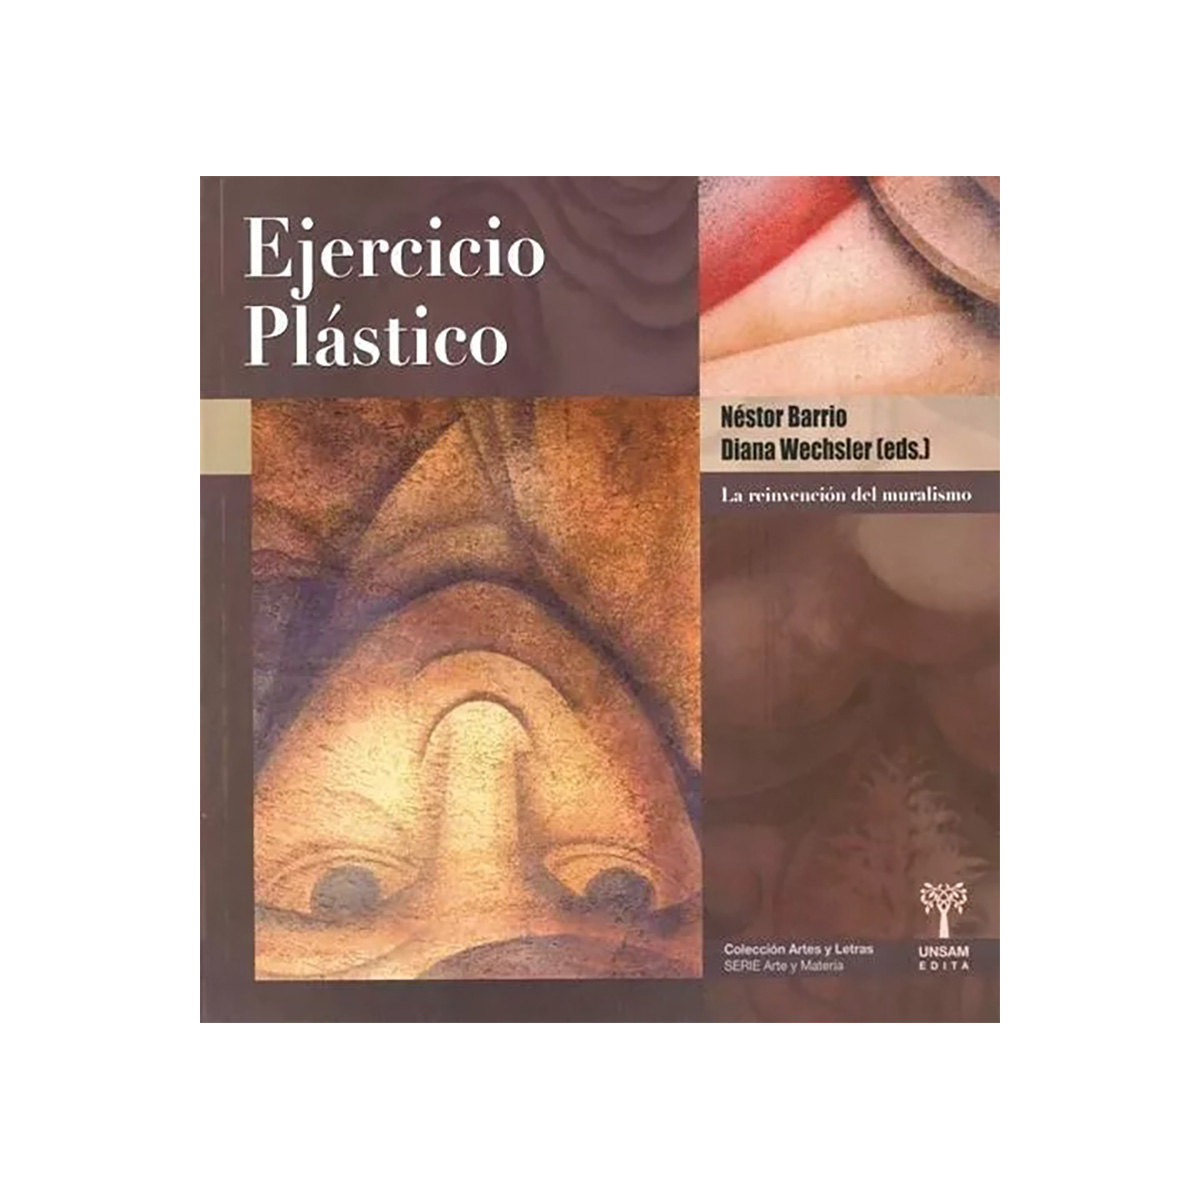 Ejercicio
Plástico
Néstor Barrio
Diana Wechsler (eds.)
La reinvención del muralismo
Colección Artes y Letras
SERIE Arte y Materia
UNSAM
EDITA